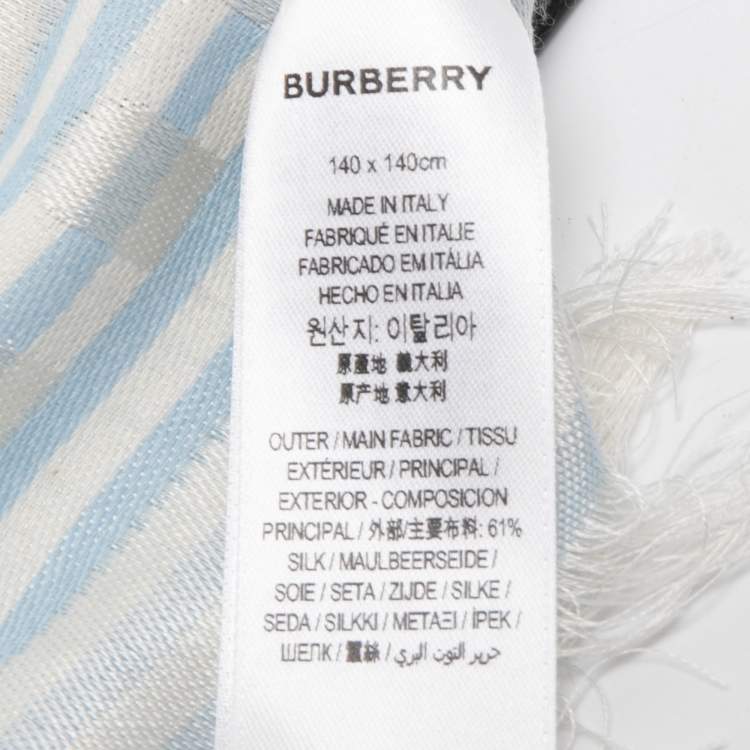 BURBERRY
140 x 140cm
MADE IN ITALY
FABRIQUÉ EN ITALIE
FABRICADO EM ITÁLIA
HECHO EN ITALIA
원산지: 이탈리아
原產地 義大利
原产地 意大利
OUTER / MAIN FABRIC / TISSU
EXTÉRIEUR / PRINCIPAL /
EXTERIOR - COMPOSICION
PRINCIPAL / 外部/主要布料: 61%
SILK / MAULBEERSEIDE /
SOIE / SETA / ZIJDE / SILKE /
SEDA / SILKKI / ΜΕΤΑΞΙ / İPEK /
ШЕЛК / 蠶絲 / حرير التوت البري /